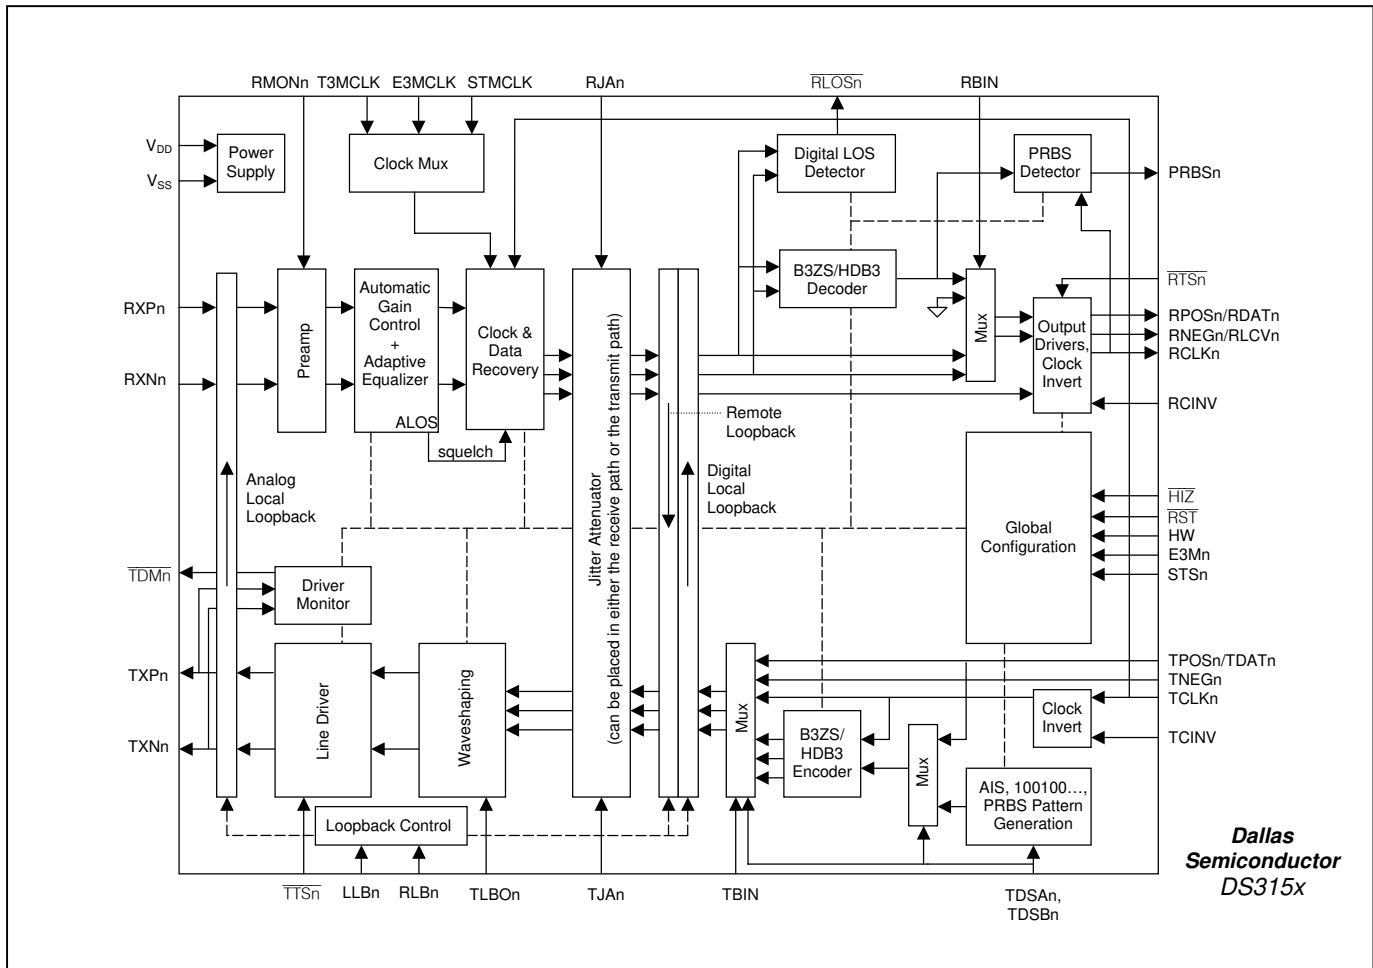 RMONn T3MCLK E3MCLK STMCLK RJAn RLOSn RBIN
VDD
VSS
Power
Supply
Clock Mux
Digital LOS
Detector
PRBS
Detector
PRBSn
RXPn
RXNn
Preamp
Automatic
Gain
Control
+
Adaptive
Equalizer
ALOS
squelch
Clock &
Data
Recovery
Jitter Attenuator
(can be placed in either the receive path or the transmit path)
B3ZS/HDB3
Decoder
Mux
Output
Drivers,
Clock
Invert
RTSn
RPOSn/RDATn
RNEGn/RLCVn
RCLKn
RCINV
Remote
Loopback
Analog
Local
Loopback
Digital
Local
Loopback
Global
Configuration
HIZ
RST
HW
E3Mn
STSn
TDMn
Driver
Monitor
TXPn
TXNn
Line Driver
Waveshaping
Mux
B3ZS/
HDB3
Encoder
Mux
Clock
Invert
TPOSn/TDATn
TNEGn
TCLKn
TCINV
AIS, 100100…,
PRBS Pattern
Generation
Loopback Control
TTSn LLBn RLBn TLBOn TJAn TBIN TDSAn,
TDSBn
Dallas
Semiconductor
DS315x